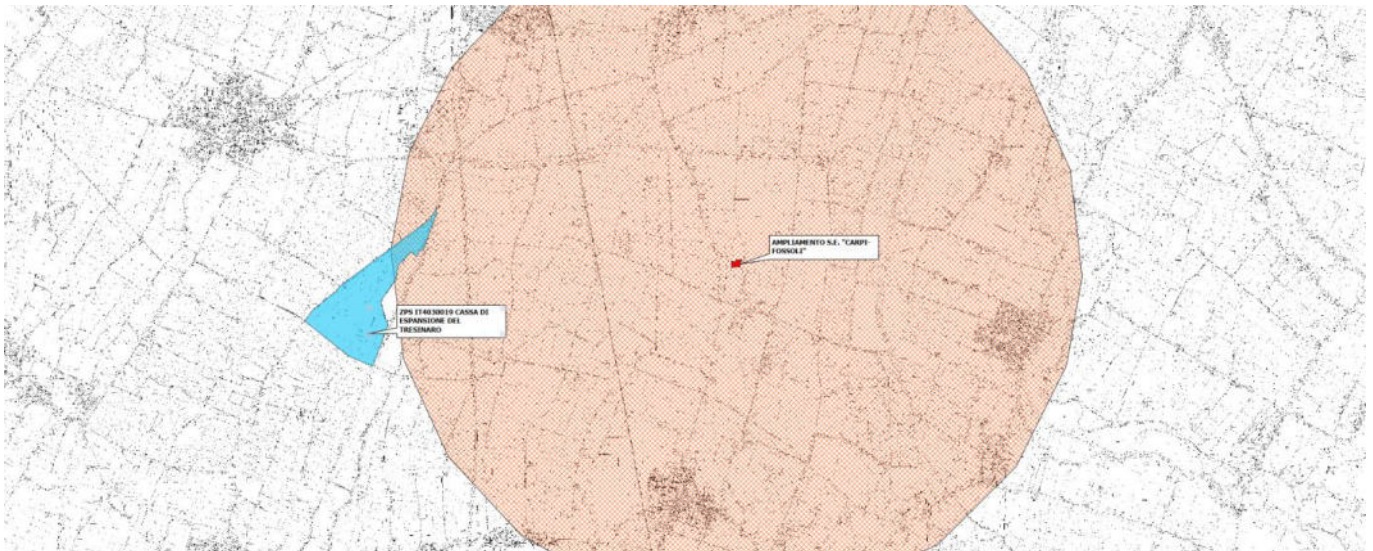 AMPLIAMENTO S.E. "CARPI-
FOSSOLI"
ZPS IT4030019 CASSA DI
ESPANSIONE DEL
TRESINARO